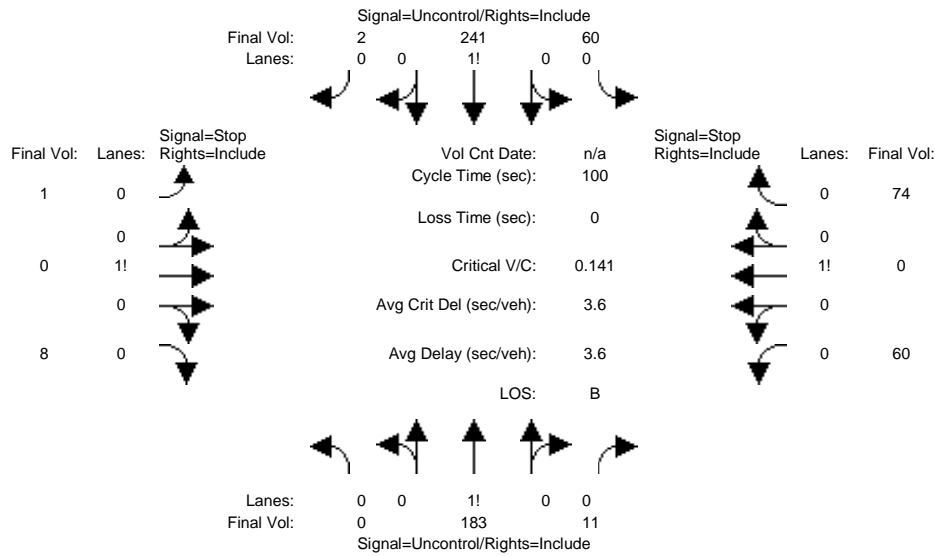 Signal=Uncontrol/Rights=Include
Final Vol: 2 241 60
Lanes: 0 0 1! 0 0
Signal=Stop
Final Vol: Lanes: Rights=Include
1 0
0
0 1! 
0
8 0
Vol Cnt Date: n/a
Cycle Time (sec): 100
Loss Time (sec): 0
Critical V/C: 0.141
Avg Crit Del (sec/veh): 3.6
Avg Delay (sec/veh): 3.6
LOS: B
Signal=Stop
Rights=Include Lanes: Final Vol:
0 74
0
1! 0
0
0 60
Lanes: 0 0 1! 0 0
Final Vol: 0 183 11
Signal=Uncontrol/Rights=Include